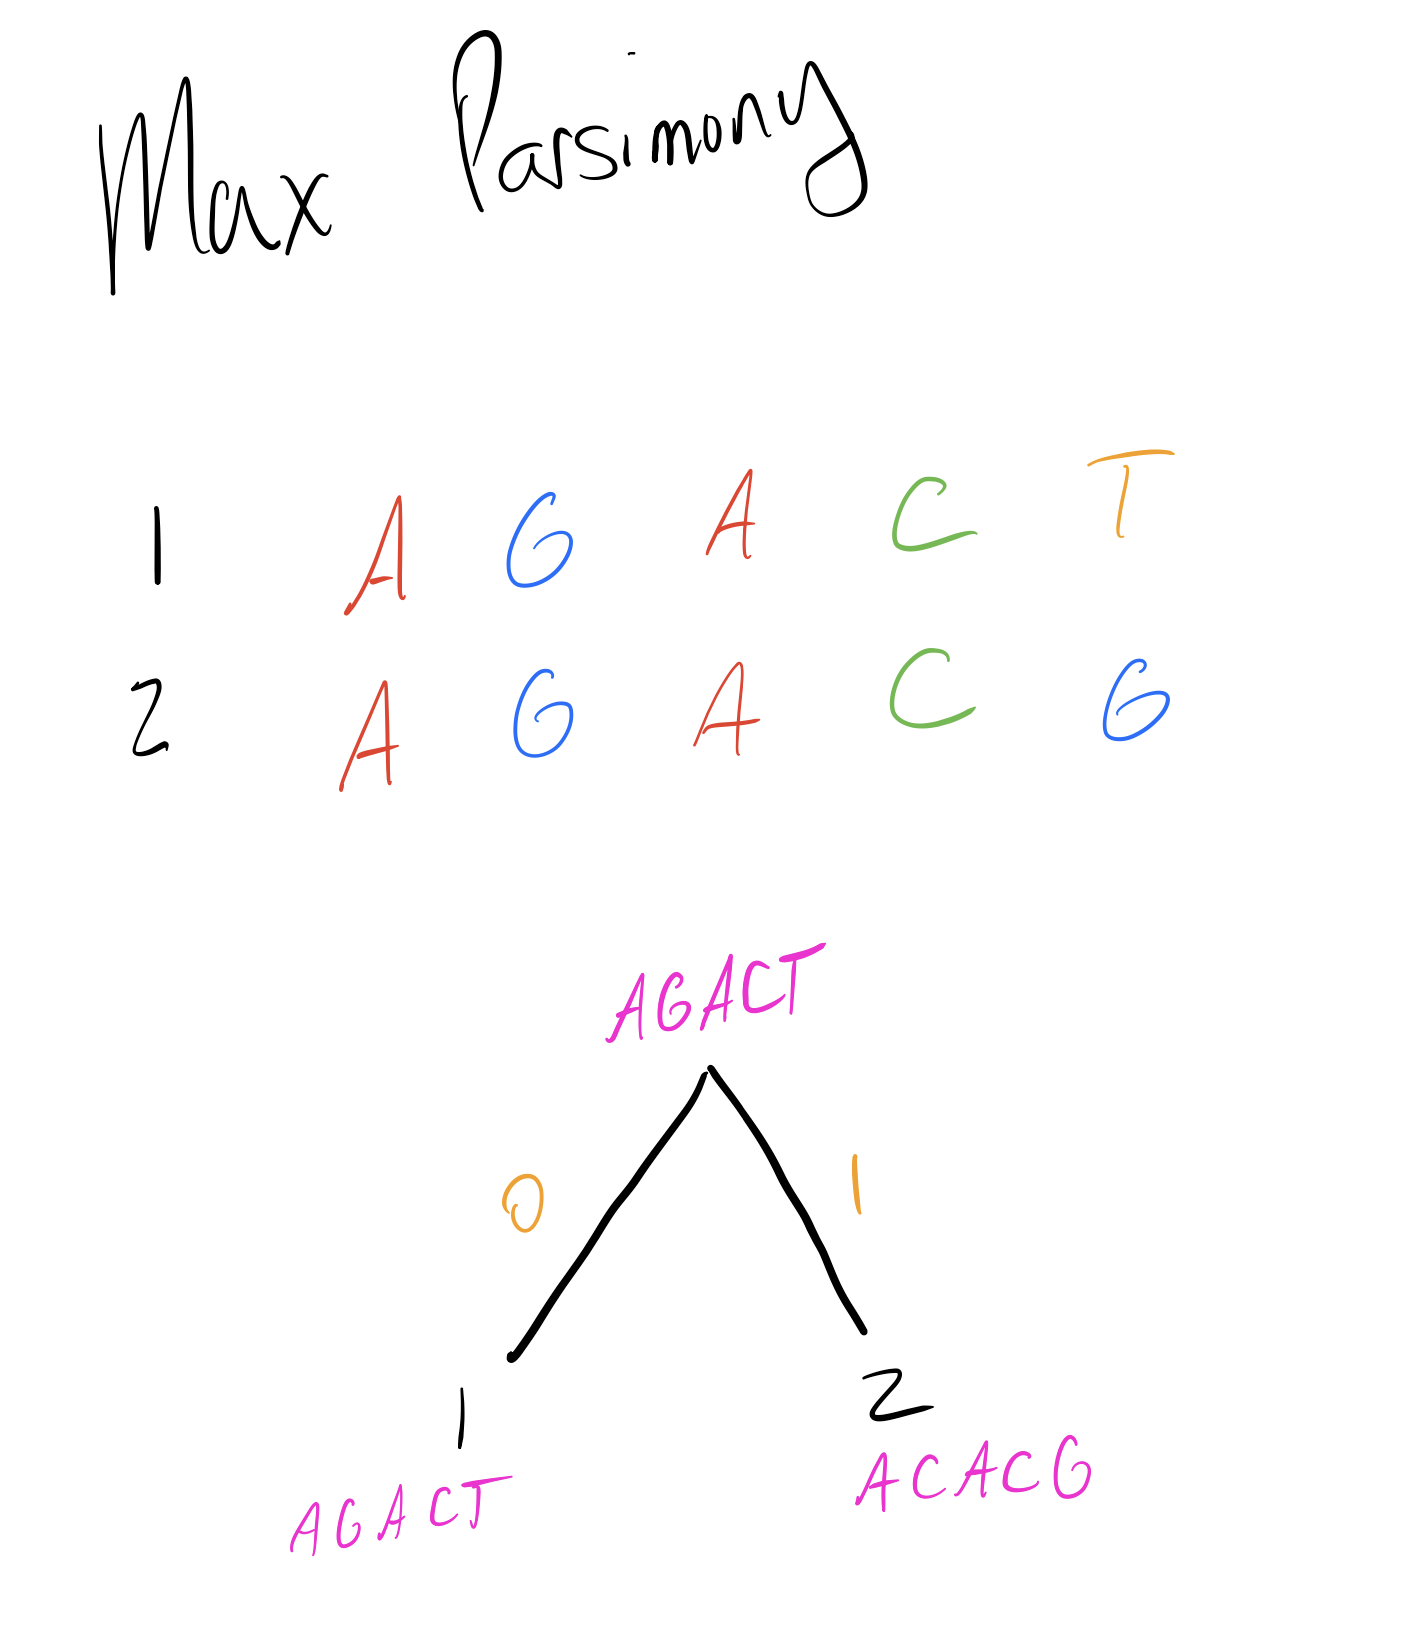 Max Parsimony
1 A G A C T
2 A G A C G
AGACT
0 1
1 2
AGACT ACACG